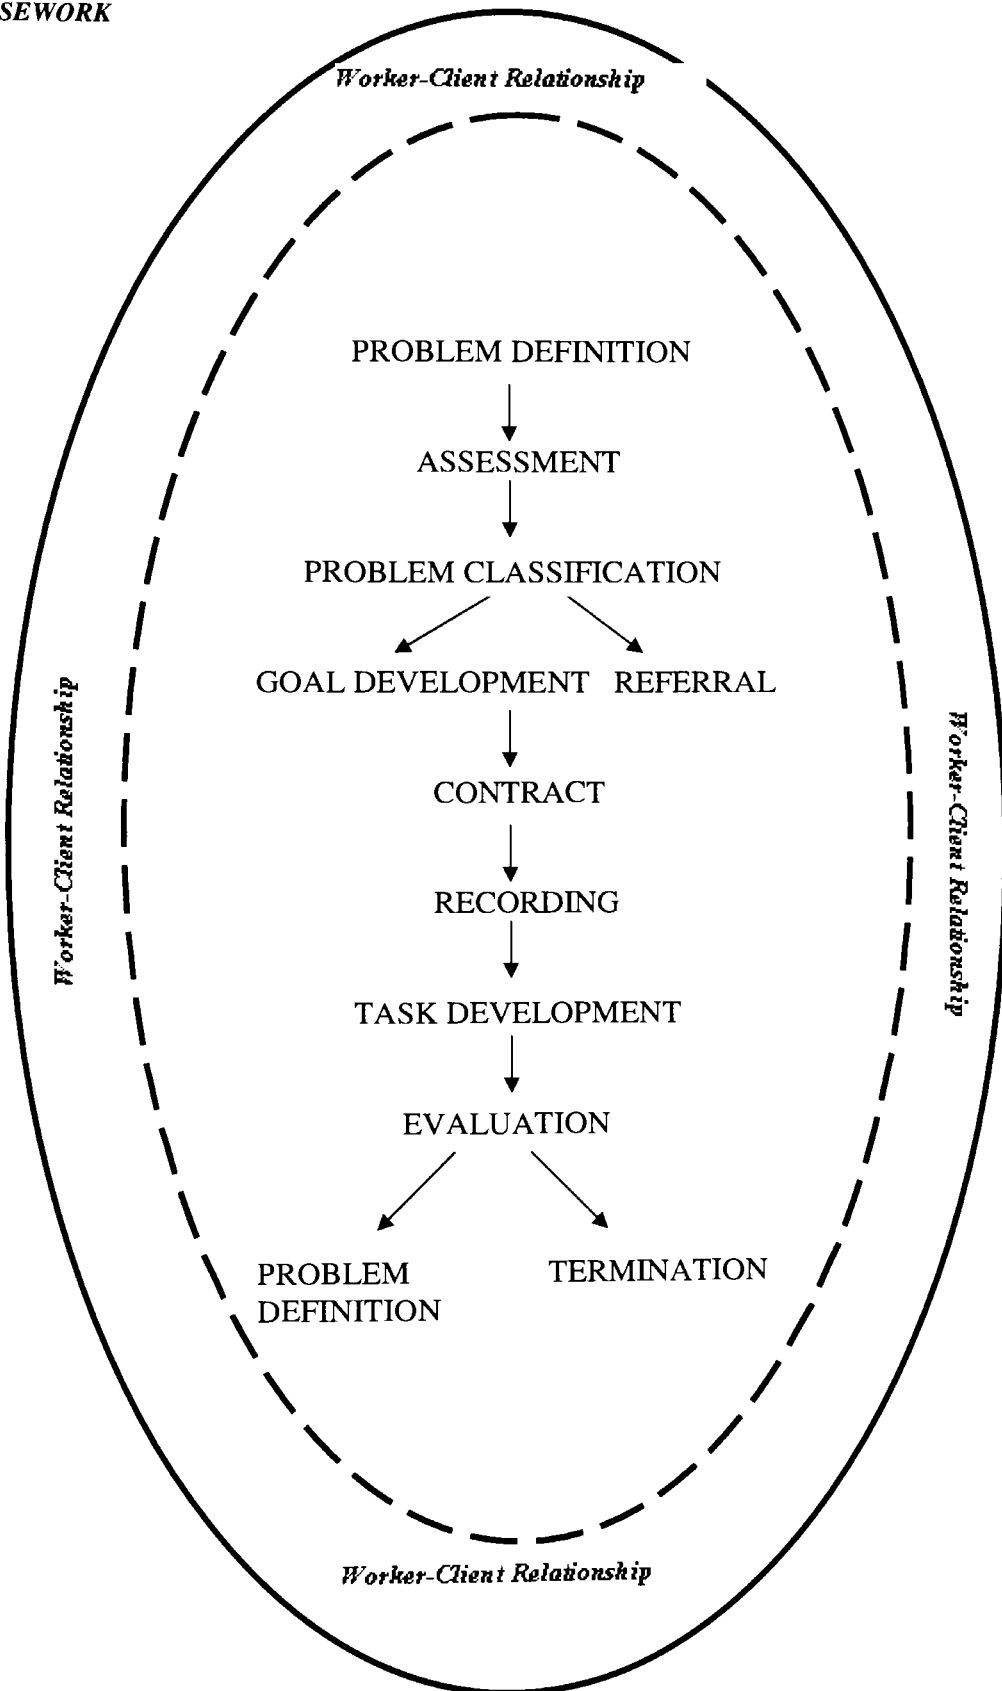 SEWORK
Worker-Client Relationship
PROBLEM DEFINITION
ASSESSMENT
PROBLEM CLASSIFICATION
GOAL DEVELOPMENT REFERRAL
Worker-Client Relationship
Worker-Client Relationship
CONTRACT
RECORDING
TASK DEVELOPMENT
EVALUATION
PROBLEM
DEFINITION
TERMINATION
Worker-Client Relationship